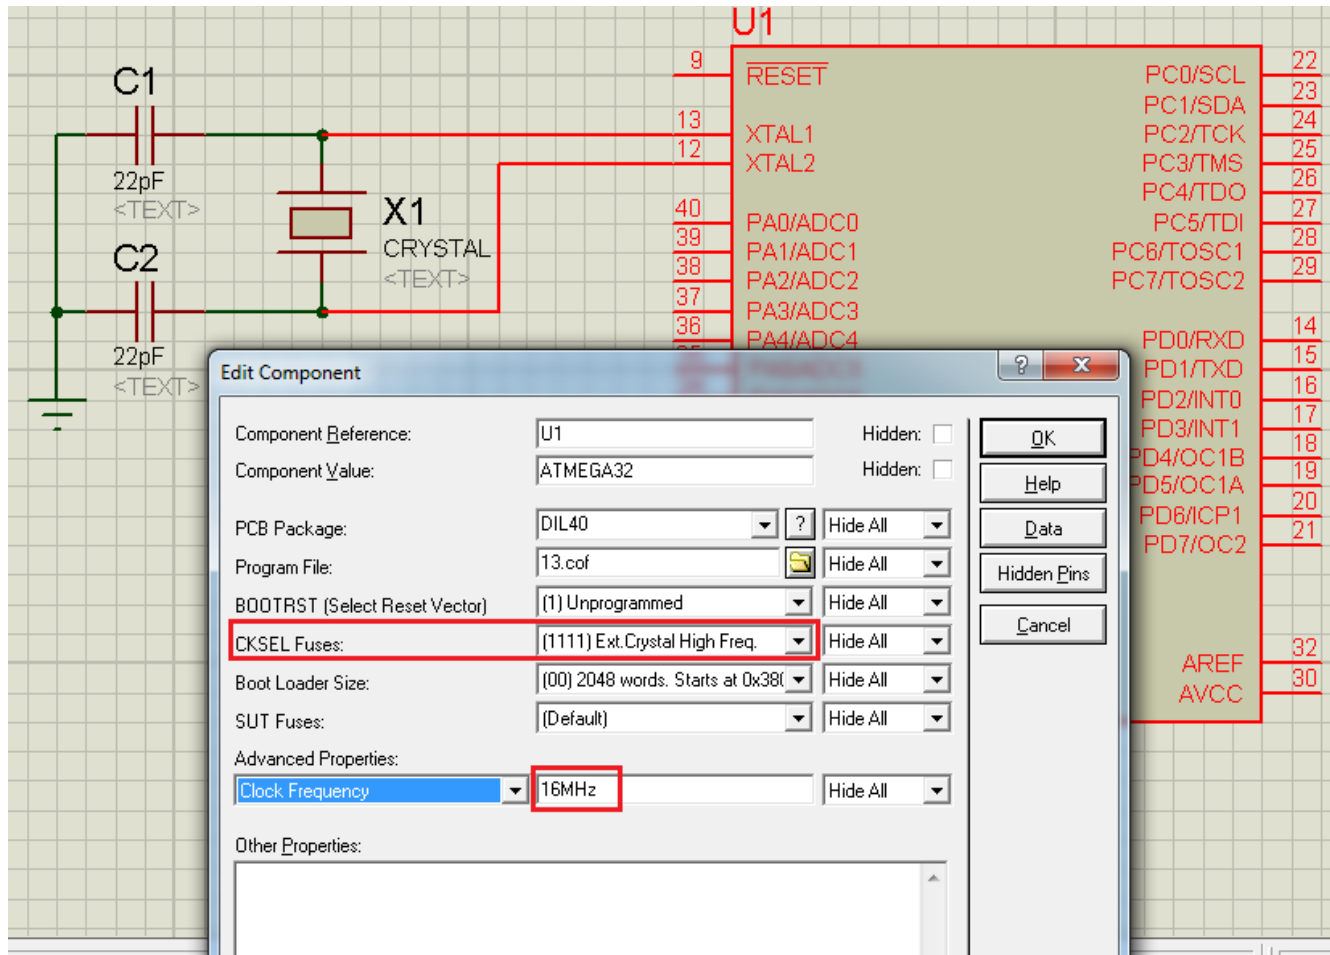 U1
C1
22pF
<TEXT>
C2
22pF
<TEXT>
X1
CRYSTAL
<TEXT>
9 RESET
13 XTAL1
12 XTAL2
40 PA0/ADC0
39 PA1/ADC1
38 PA2/ADC2
37 PA3/ADC3
36 PA4/ADC4
PC0/SCL 22
PC1/SDA 23
PC2/TCK 24
PC3/TMS 25
PC4/TDO 26
PC5/TDI 27
PC6/TOSC1 28
PC7/TOSC2 29
PD0/RXD 14
PD1/TXD 15
PD2/INT0 16
PD3/INT1 17
PD4/OC1B 18
PD5/OC1A 19
PD6/ICP1 20
PD7/OC2 21
AREF 32
AVCC 30
Edit Component
? X
Component Reference: U1 Hidden:
Component Value: ATMEGA32 Hidden:
PCB Package: DIL40 ? Hide All
Program File: 13.cof Hide All
BOOTRST (Select Reset Vector) (1) Unprogrammed Hide All
CKSEL Fuses: (1111) Ext.Crystal High Freq. Hide All
Boot Loader Size: (00) 2048 words. Starts at 0x380 Hide All
SUT Fuses: (Default) Hide All
Advanced Properties:
Clock Frequency 16MHz Hide All
Other Properties:
OK
Help
Data
Hidden Pins
Cancel